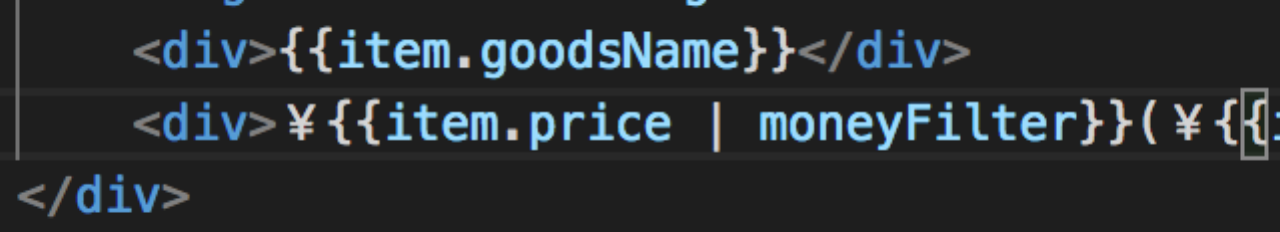 <div>{{item.goodsName}}</div>
<div>¥{{item.price | moneyFilter}}(¥{{
</div>